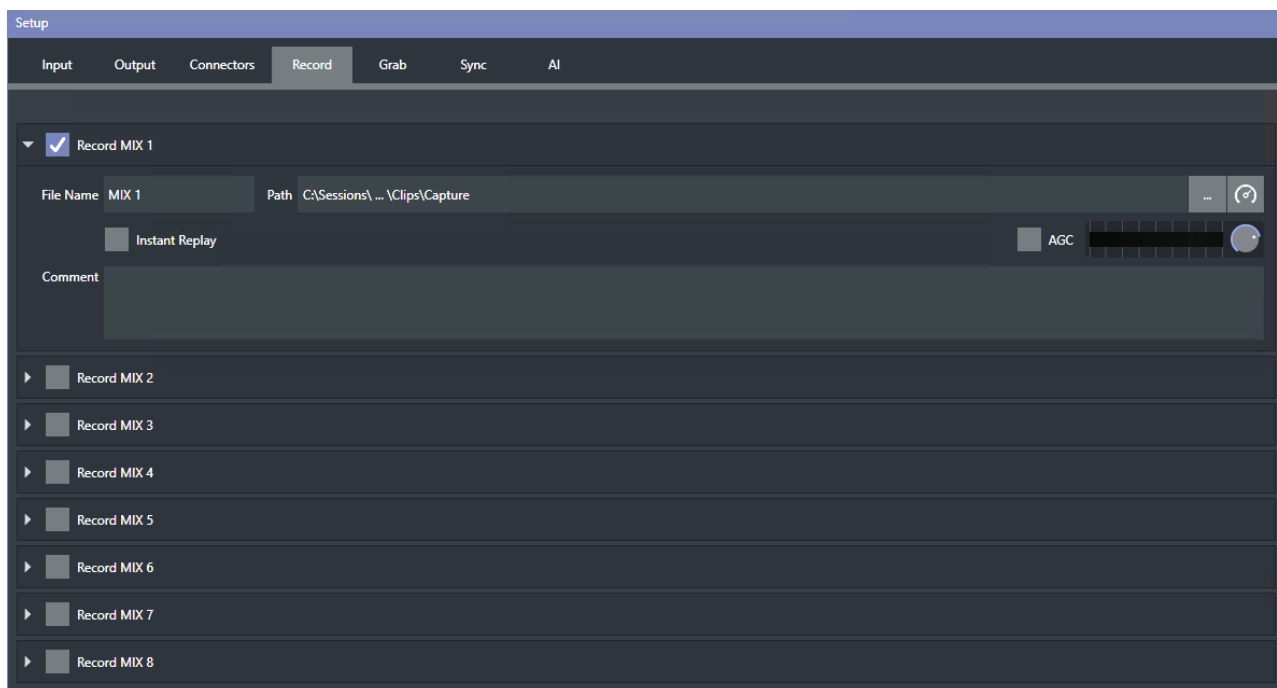 Setup
Input Output Connectors Record Grab Sync AI
Record MIX 1
File Name MIX 1 Path C:\Sessions\ ... \Clips\Capture ...
Instant Replay AGC
Comment
Record MIX 2
Record MIX 3
Record MIX 4
Record MIX 5
Record MIX 6
Record MIX 7
Record MIX 8